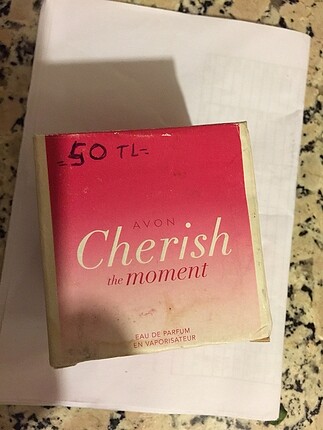 50 TL-
AVON
Cherish
the moment
EAU DE PARFUM
EN VAPORISATEUR